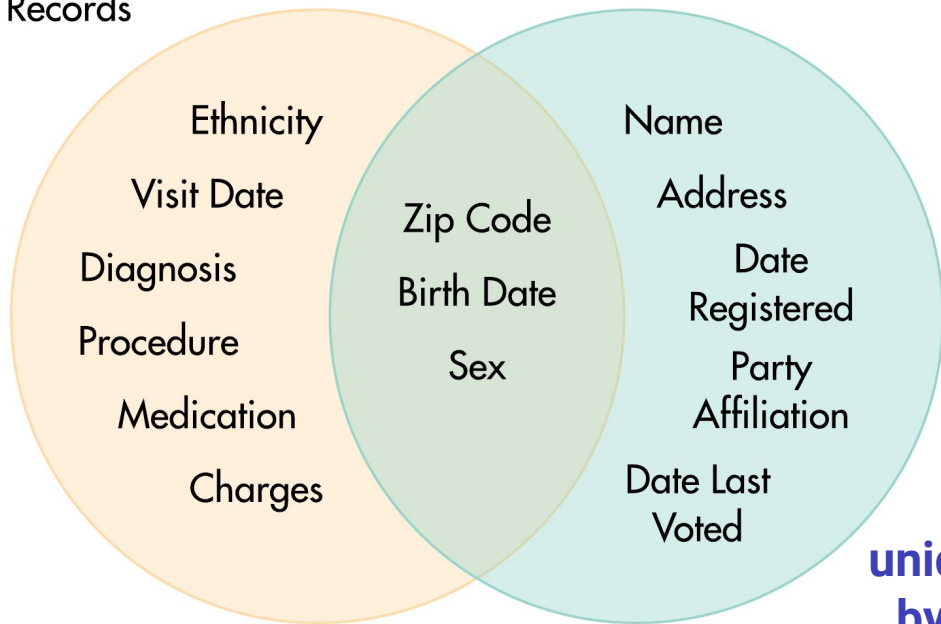 Records
Ethnicity
Visit Date
Diagnosis
Procedure
Medication
Charges
Zip Code
Birth Date
Sex
Name
Address
Date
Registered
Party
Affiliation
Date Last
Voted
by